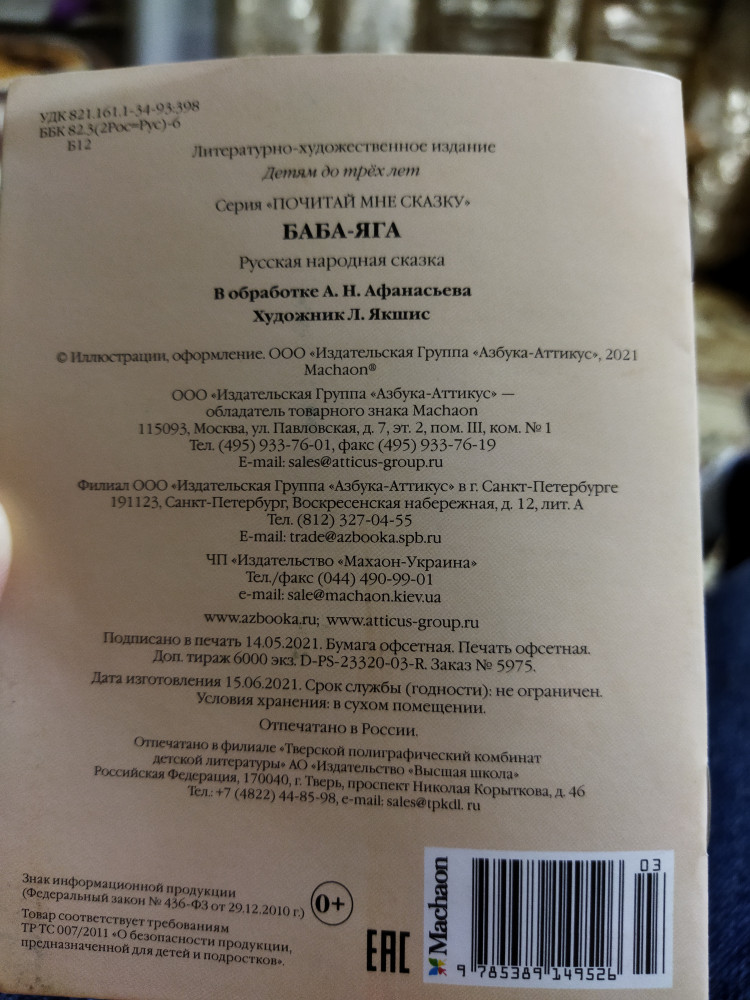 УДК 821.161.1-34-93-398
ББК 82.3(2Рос=Рус)-6
Б12
Литературно-художественное издание
Детям до трёх лет
Серия «ПОЧИТАЙ МНЕ СКАЗКУ»
БАБА-ЯГА
Русская народная сказка
В обработке А. Н. Афанасьева
Художник Л. Якшис
© Иллюстрации, оформление. ООО «Издательская Группа «Азбука-Аттикус», 2021
Machaon®
ООО «Издательская Группа «Азбука-Аттикус» —
обладатель товарного знака Machaon
115093, Москва, ул. Павловская, д. 7, эт. 2, пом. III, ком. № 1
Тел. (495) 933-76-01, факс (495) 933-76-19
E-mail: sales@atticus-group.ru
Филиал ООО «Издательская Группа «Азбука-Аттикус» в г. Санкт-Петербурге
191123, Санкт-Петербург, Воскресенская набережная, д. 12, лит. А
Тел. (812) 327-04-55
E-mail: trade@azbooka.spb.ru
ЧП «Издательство «Махаон-Украина»
Тел./факс (044) 490-99-01
e-mail: sale@machaon.kiev.ua
www.azbooka.ru; www.atticus-group.ru
Подписано в печать 14.05.2021. Бумага офсетная. Печать офсетная.
Доп. тираж 6000 экз. D-PS-23320-03-R. Заказ № 5975.
Дата изготовления 15.06.2021. Срок службы (годности): не ограничен.
Условия хранения: в сухом помещении.
Отпечатано в России.
Отпечатано в филиале «Тверской полиграфический комбинат
детской литературы» АО «Издательство «Высшая школа»
Российская Федерация, 170040, г. Тверь, проспект Николая Корыткова, д. 46
Тел.: +7 (4822) 44-85-98, e-mail: sales@tpkdl. ru
Знак информационной продукции
(Федеральный закон № 436-ФЗ от 29.12.2010 г.)
0+
Товар соответствует требованиям
ТР ТС 007/2011 «О безопасности продукции,
предназначенной для детей и подростков».
ЕАС
Machaon
03
9 785389 149526